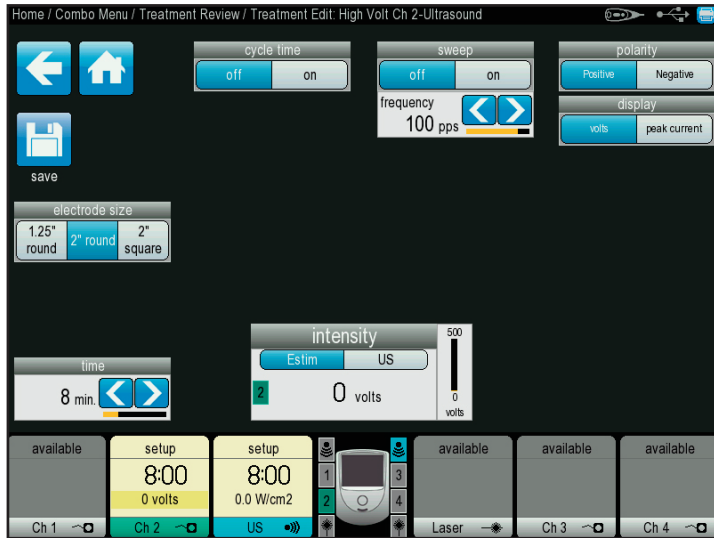 Home / Combo Menu / Treatment Review / Treatment Edit: High Volt Ch 2-Ultrasound
cycle time
off on
sweep
off on
frequency
100 pps
polarity
Positive Negative
display
volts peak current
save
electrode size
1.25" round
2" round
2" square
time
8 min.
intensity
Estim US
2
0 volts
500
0
volts
available
Ch 1
setup
8:00
0 volts
Ch 2
setup
8:00
0.0 W/cm2
US
1
2
3
4
available
Laser
available
Ch 3
available
Ch 4